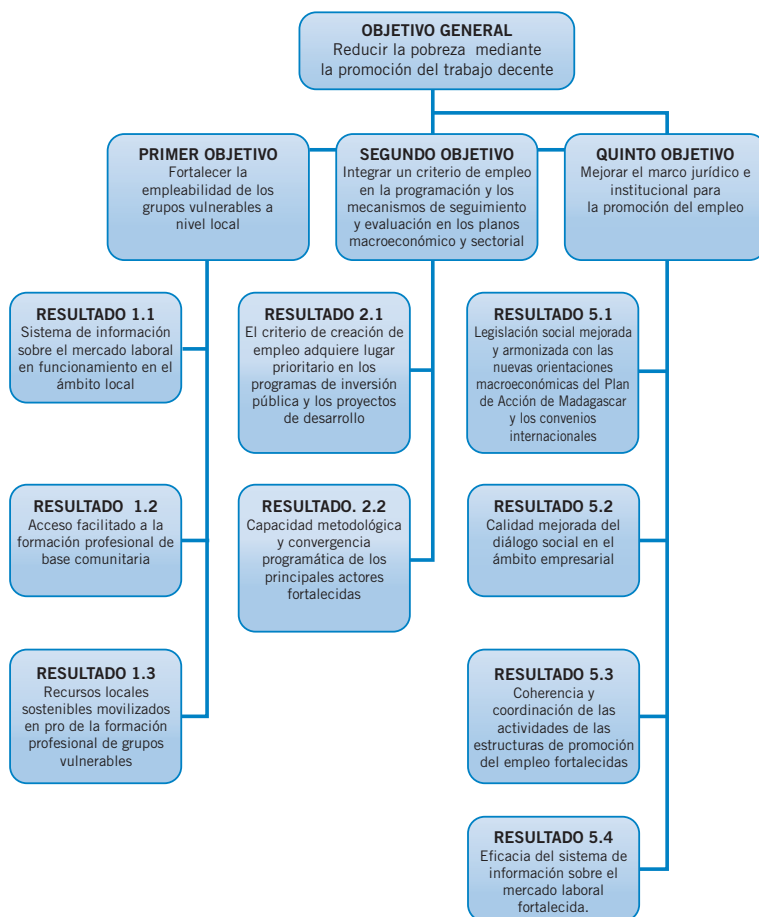 OBJETIVO GENERAL
Reducir la pobreza mediante
la promoción del trabajo decente
PRIMER OBJETIVO
Fortalecer la
empleabilidad de los
grupos vulnerables a
nivel local
SEGUNDO OBJETIVO
Integrar un criterio de empleo
en la programación y los
mecanismos de seguimiento
y evaluación en los planos
macroeconómico y sectorial
QUINTO OBJETIVO
Mejorar el marco jurídico e
institucional para
la promoción del empleo
RESULTADO 1.1
Sistema de información
sobre el mercado laboral
en funcionamiento en el
ámbito local
RESULTADO 1.2
Acceso facilitado a la
formación profesional de
base comunitaria
RESULTADO 1.3
Recursos locales
sostenibles movilizados
en pro de la formación
profesional de grupos
vulnerables
RESULTADO 2.1
El criterio de creación de
empleo adquiere lugar
prioritario en los
programas de inversión
pública y los proyectos
de desarrollo
RESULTADO. 2.2
Capacidad metodológica
y convergencia
programática de los
principales actores
fortalecidas
RESULTADO 5.1
Legislación social mejorada
y armonizada con las
nuevas orientaciones
macroeconómicas del Plan
de Acción de Madagascar
y los convenios
internacionales
RESULTADO 5.2
Calidad mejorada del
diálogo social en el
ámbito empresarial
RESULTADO 5.3
Coherencia y
coordinación de las
actividades de las
estructuras de promoción
del empleo fortalecidas
RESULTADO 5.4
Eficacia del sistema de
información sobre el
mercado laboral
fortalecida.